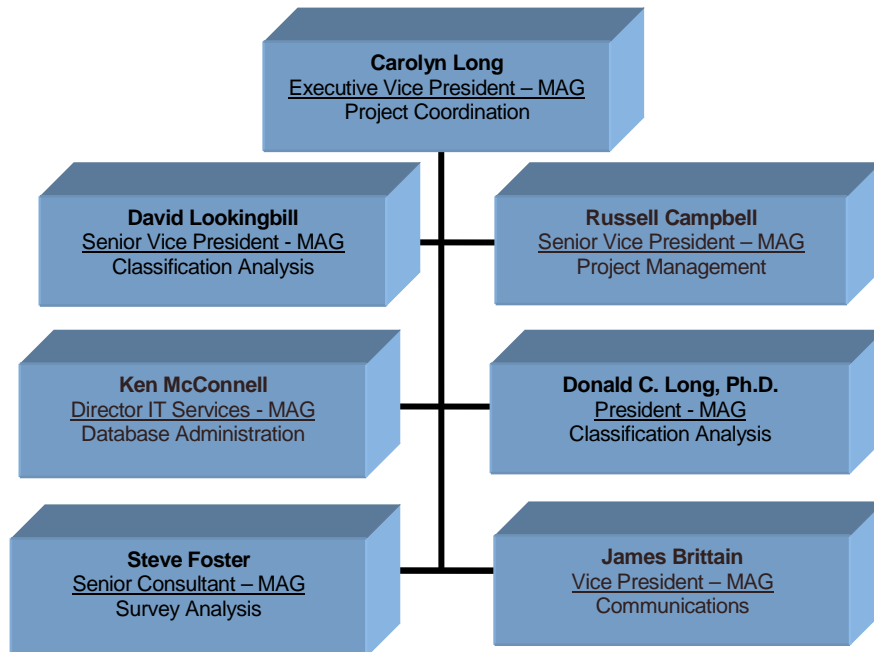 Carolyn Long
Executive Vice President – MAG
Project Coordination
David Lookingbill
Senior Vice President - MAG
Classification Analysis
Russell Campbell
Senior Vice President – MAG
Project Management
Ken McConnell
Director IT Services - MAG
Database Administration
Donald C. Long, Ph.D.
President - MAG
Classification Analysis
Steve Foster
Senior Consultant – MAG
Survey Analysis
James Brittain
Vice President – MAG
Communications